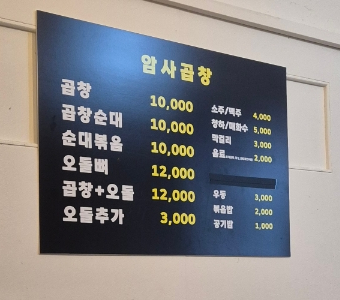 암사곱창
곱창 10,000
곱창순대 10,000
순대볶음 10,000
오돌뼈 12,000
곱창+오돌 12,000
오돌추가 3,000
소주/맥주 4,000
청하/매화수 5,000
막걸리 3,000
음료 2,000
우동 3,000
볶음밥 2,000
공기밥 1,000